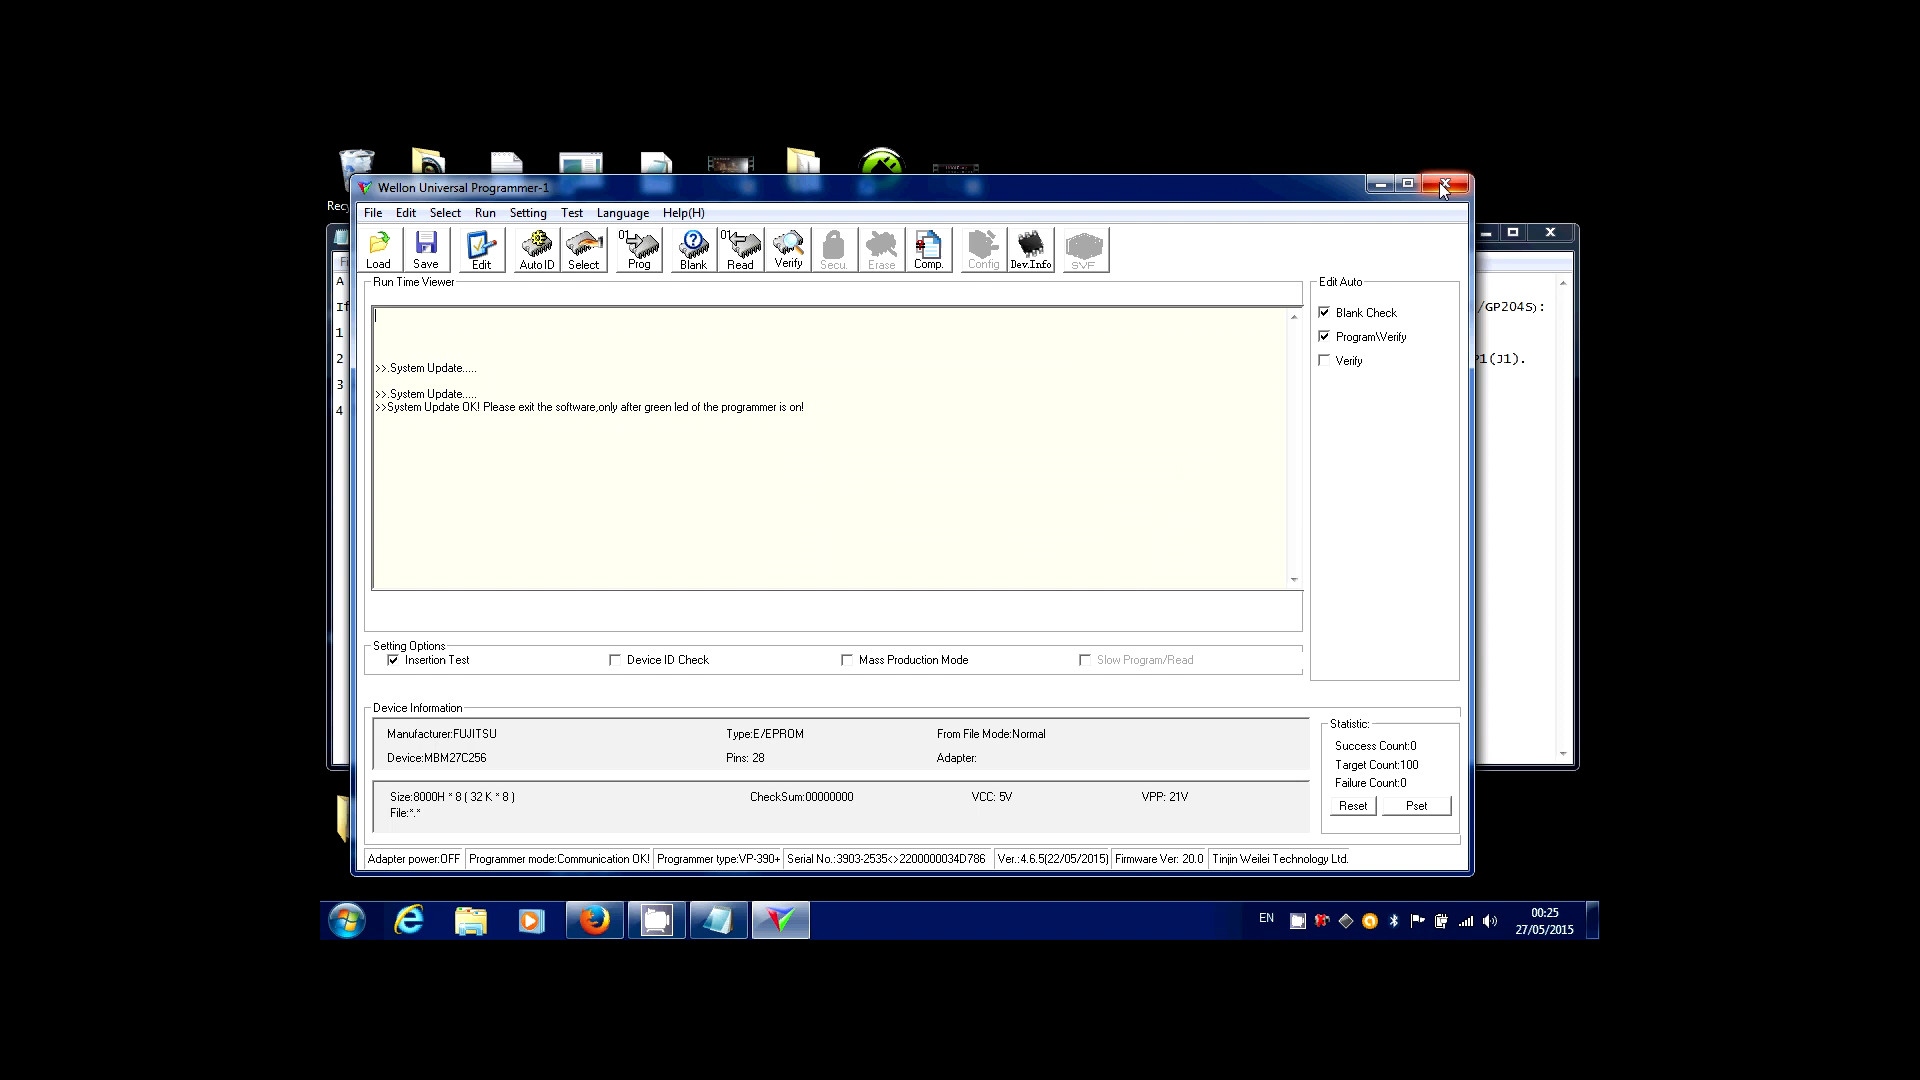 Wellon Universal Programmer-1
File Edit Select Run Setting Test Language Help(H)
Load Save Edit Auto ID Select Prog Blank Read Verify Secu. Erase Comp. Config Dev.Info SVF
Run Time Viewer
>>.System Update.....
>>.System Update.....
>>System Update OK! Please exit the software,only after green led of the programmer is on!
Edit Auto
Blank Check
Program\Verify
Verify
Setting Options
Insertion Test Device ID Check Mass Production Mode Slow Program/Read
Device Information
Manufacturer:FUJITSU Type:E/EPROM From File Mode:Normal
Device:MBM27C256 Pins: 28 Adapter:
Size:8000H * 8 ( 32 K * 8 ) CheckSum:00000000 VCC: 5V VPP: 21V
File:*.*
Statistic:
Success Count:0
Target Count:100
Failure Count:0
Reset Pset
Adapter power:OFF Programmer mode:Communication OK! Programmer type:VP-390+ Serial No.:3903-2535<>2200000034D786 Ver.:4.6.5(22/05/2015) Firmware Ver: 20.0 Tinjin Weilei Technology Ltd.
Recy
A
If
1
2
3
4
/GP204S):
P1(J1).
EN
00:25
27/05/2015